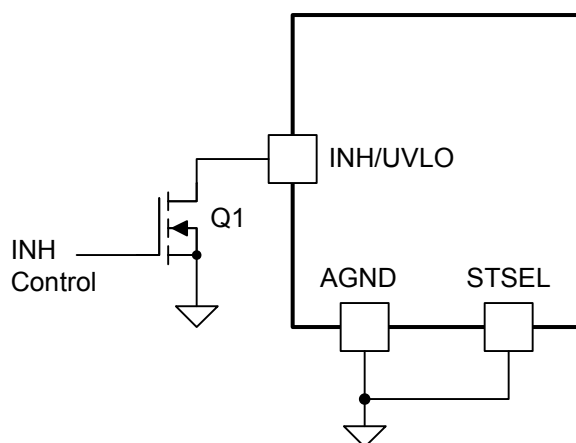 INH/UVLO
Q1
INH
Control
AGND
STSEL